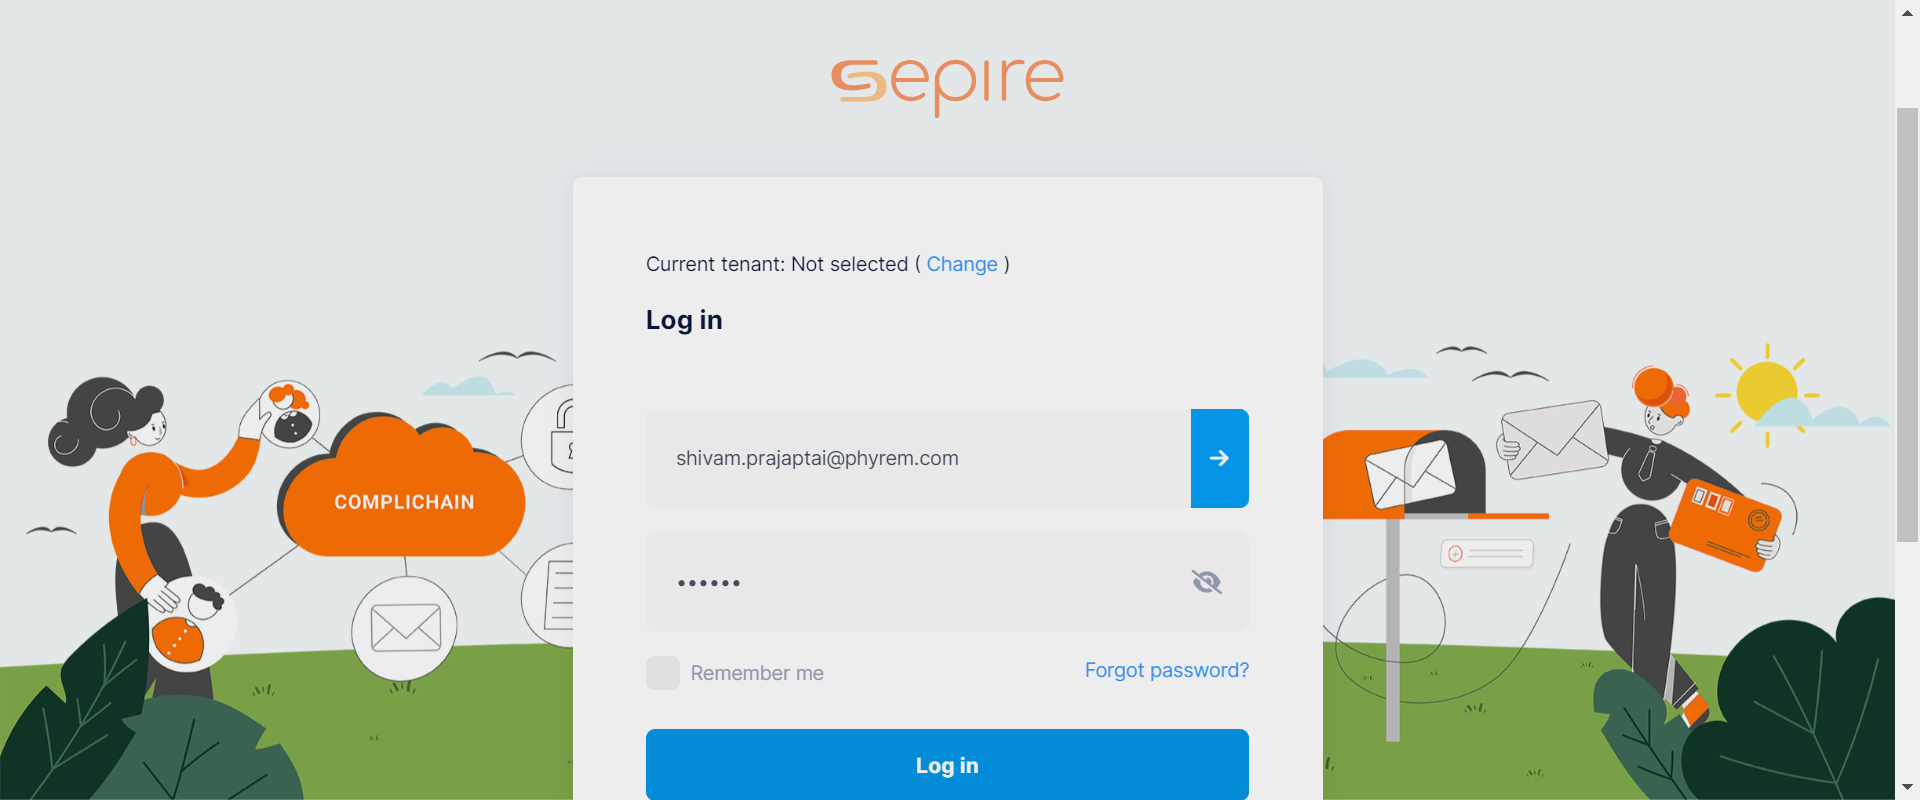 sepire
Current tenant: Not selected ( Change )
Log in
shivam.prajaptai@phyrem.com
••••••
Remember me
Forgot password?
Log in
COMPLICHAIN